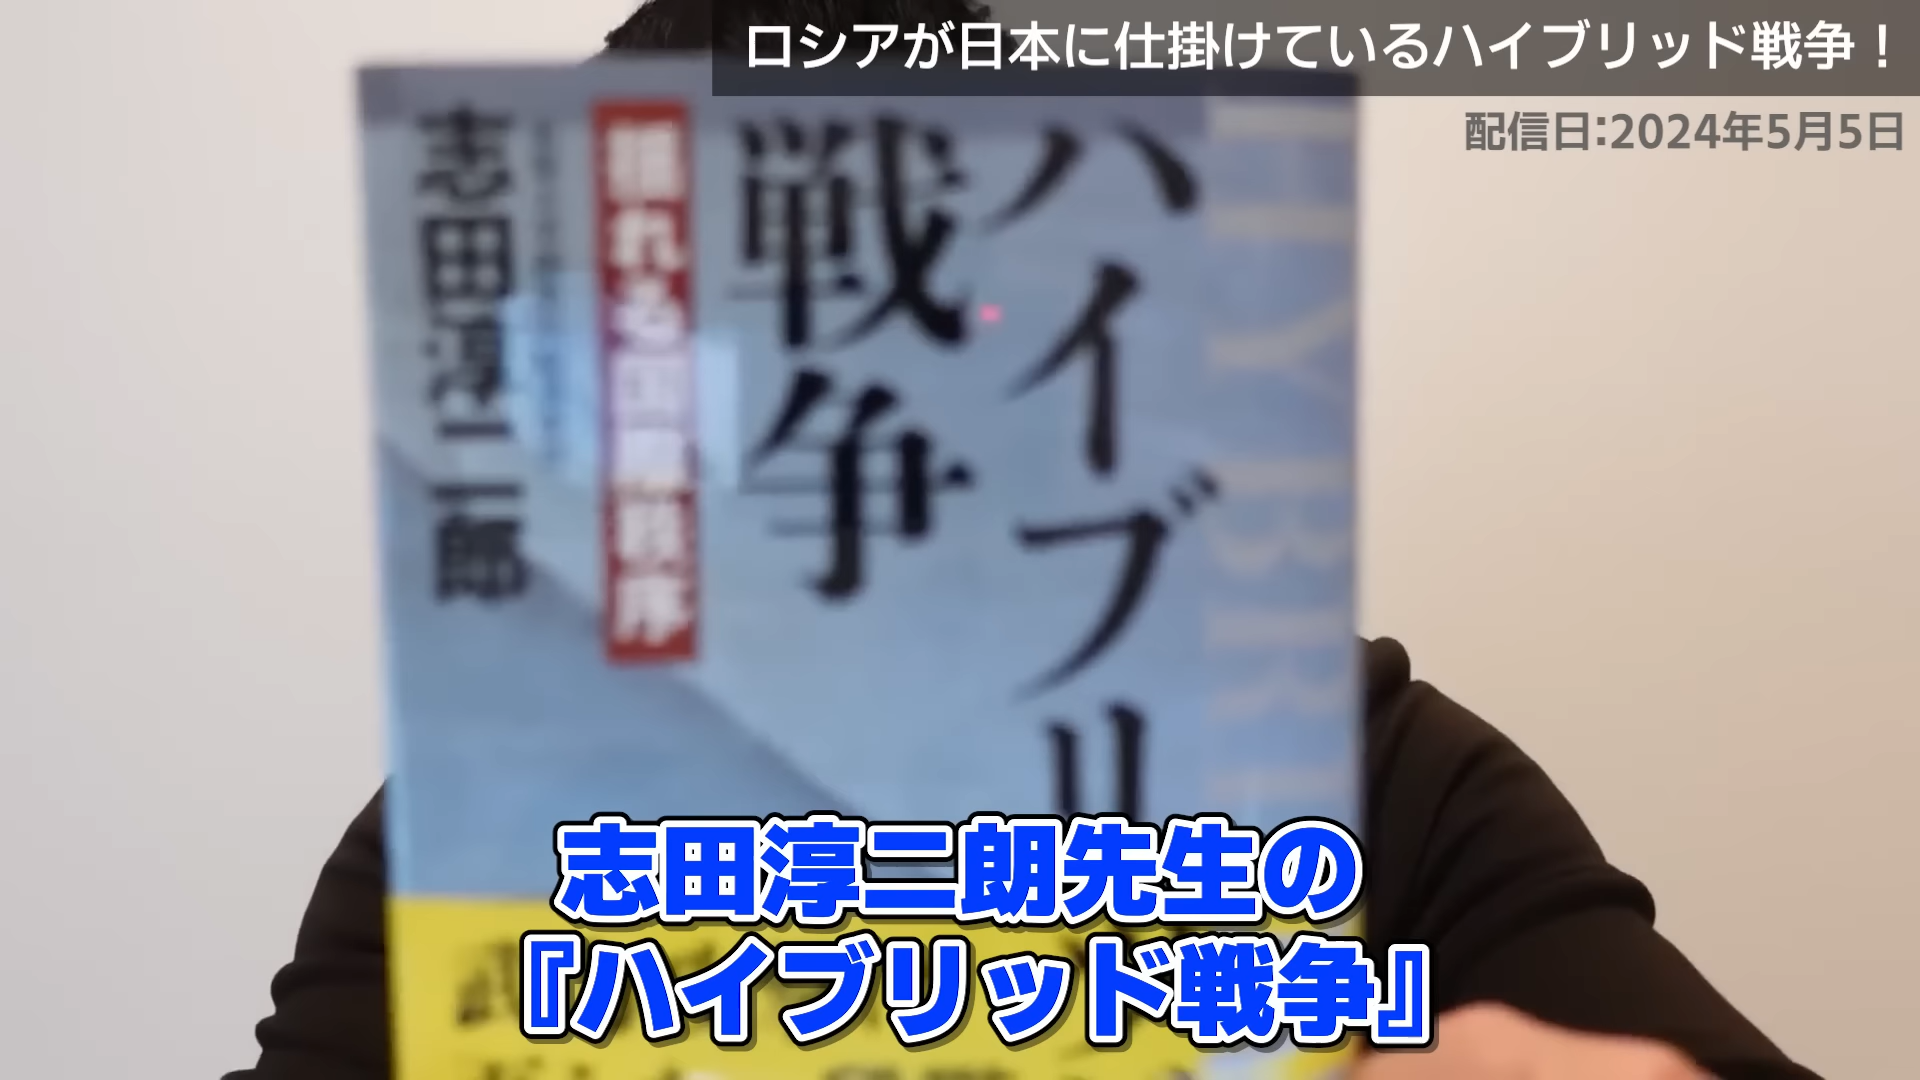 ロシアが日本に仕掛けているハイブリッド戦争！
配信日:2024年5月5日
ハイブリ
戦争
揺れる国際秩序
志田淳二郎
HYBRI
志田淳二朗先生の
『ハイブリッド戦争』